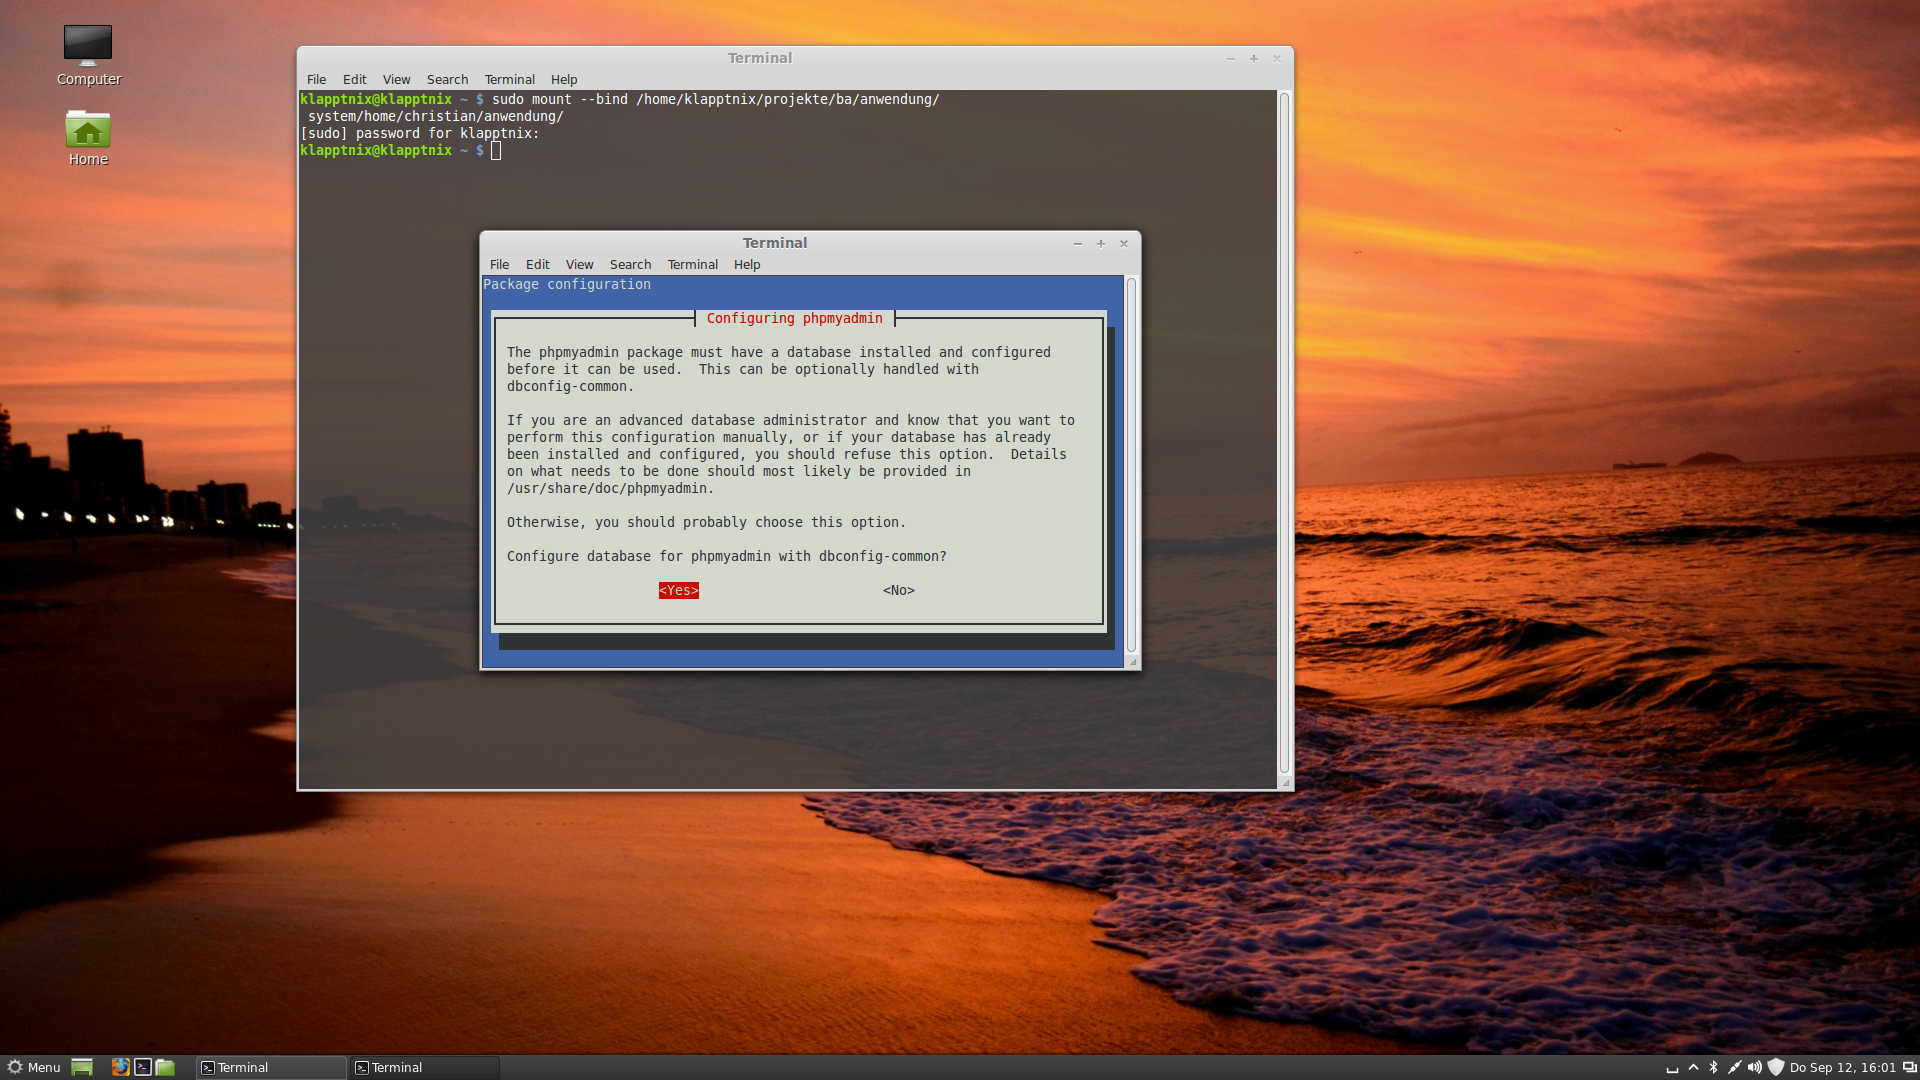 Computer
Home
Terminal
File Edit View Search Terminal Help
klapptnix@klapptnix ~ $ sudo mount --bind /home/klapptnix/projekte/ba/anwendung/
system/home/christian/anwendung/
[sudo] password for klapptnix:
klapptnix@klapptnix ~ $
Terminal
File Edit View Search Terminal Help
Package configuration
Configuring phpmyadmin
The phpmyadmin package must have a database installed and configured
before it can be used.  This can be optionally handled with
dbconfig-common.
If you are an advanced database administrator and know that you want to
perform this configuration manually, or if your database has already
been installed and configured, you should refuse this option.  Details
on what needs to be done should most likely be provided in
/usr/share/doc/phpmyadmin.
Otherwise, you should probably choose this option.
Configure database for phpmyadmin with dbconfig-common?
<Yes> <No>
Menu Terminal Terminal Do Sep 12, 16:01